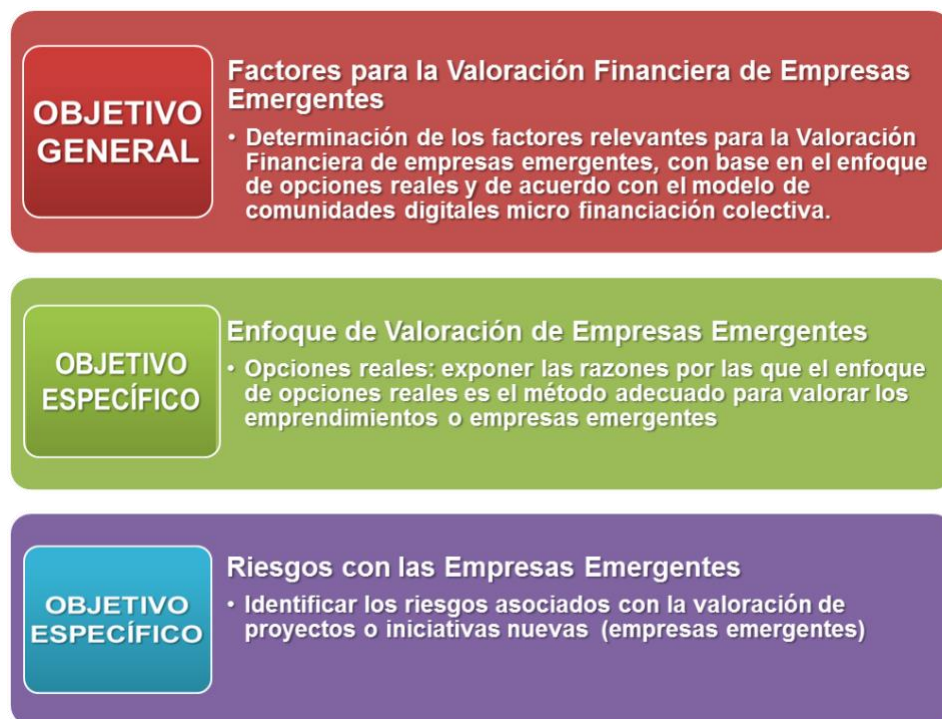 OBJETIVO
GENERAL
Factores para la Valoración Financiera de Empresas
Emergentes
• Determinación de los factores relevantes para la Valoración
Financiera de empresas emergentes, con base en el enfoque
de opciones reales y de acuerdo con el modelo de
comunidades digitales micro financiación colectiva.
OBJETIVO
ESPECÍFICO
Enfoque de Valoración de Empresas Emergentes
• Opciones reales: exponer las razones por las que el enfoque
de opciones reales es el método adecuado para valorar los
emprendimientos o empresas emergentes
OBJETIVO
ESPECÍFICO
Riesgos con las Empresas Emergentes
• Identificar los riesgos asociados con la valoración de
proyectos o iniciativas nuevas (empresas emergentes)